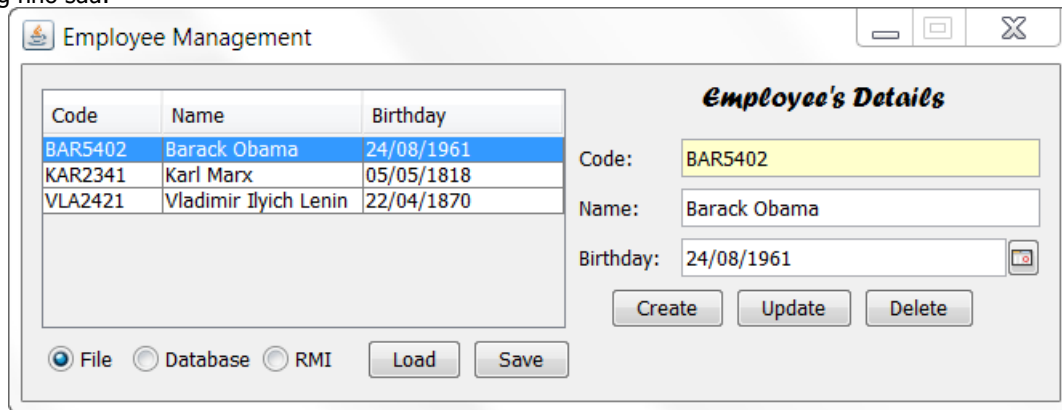 Employee Management
Code Name Birthday
BAR5402 Barack Obama 24/08/1961
KAR2341 Karl Marx 05/05/1818
VLA2421 Vladimir Ilyich Lenin 22/04/1870
File Database RMI Load Save
Employee's Details
Code: BAR5402
Name: Barack Obama
Birthday: 24/08/1961
Create Update Delete